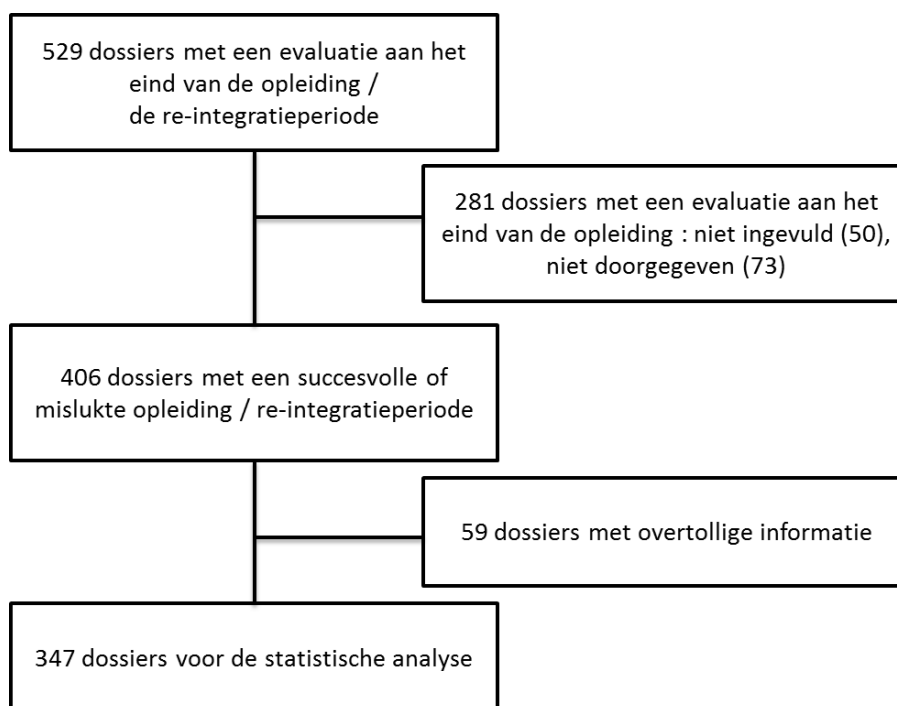 529 dossiers met een evaluatie aan het
eind van de opleiding /
de re-integratieperiode
281 dossiers met een evaluatie aan het
eind van de opleiding : niet ingevuld (50),
niet doorgegeven (73)
406 dossiers met een succesvolle of
mislukte opleiding / re-integratieperiode
59 dossiers met overtollige informatie
347 dossiers voor de statistische analyse